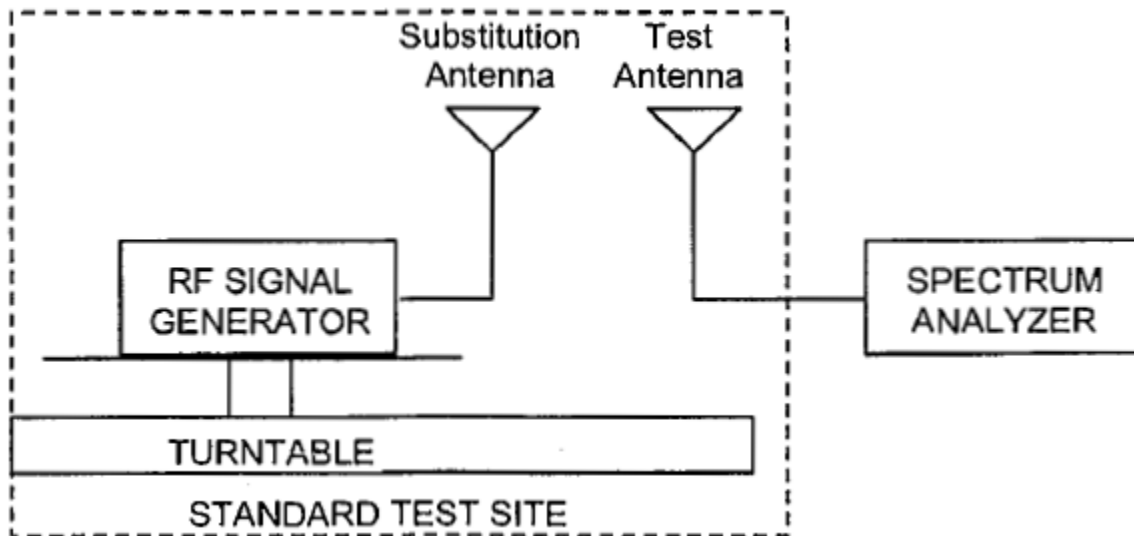 Substitution
Antenna
Test
Antenna
RF SIGNAL
GENERATOR
SPECTRUM
ANALYZER
TURNTABLE
STANDARD TEST SITE